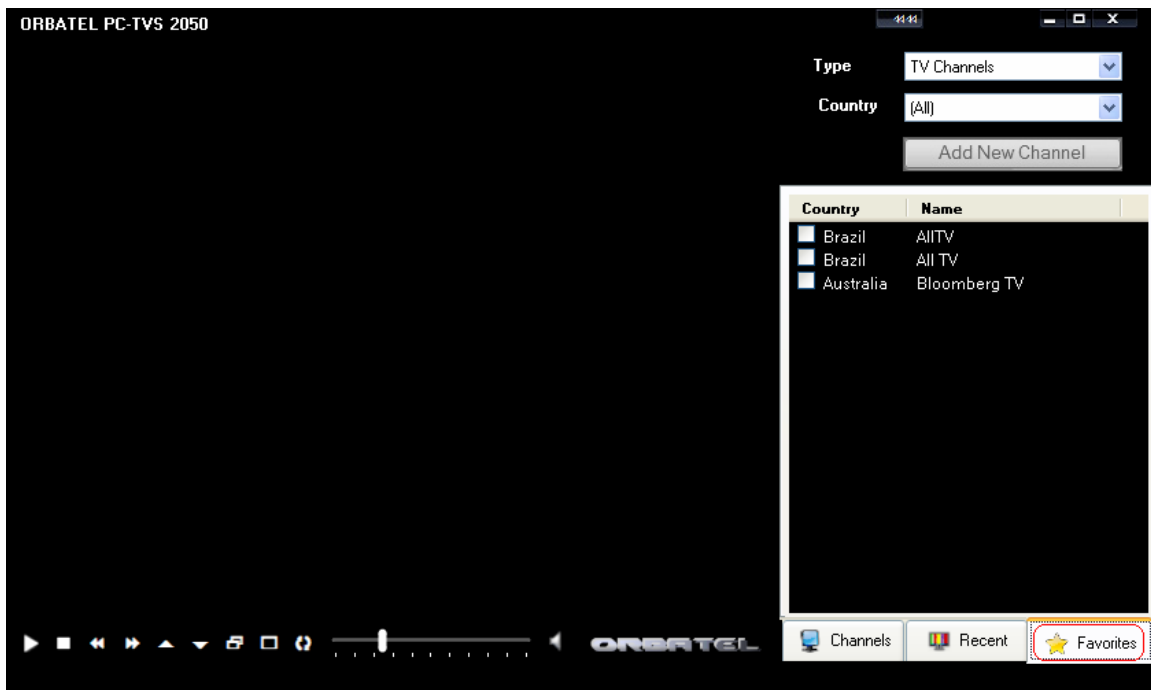 ORBATEL PC-TVS 2050
Type TV Channels
Country (All)
Add New Channel
Country Name
Brazil AllTV
Brazil All TV
Australia Bloomberg TV
ORBATEL
Channels Recent Favorites